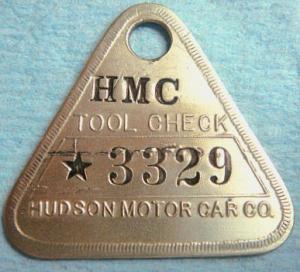 HMC
TOOL CHECK
★3329
HUDSON MOTOR CAR CO.